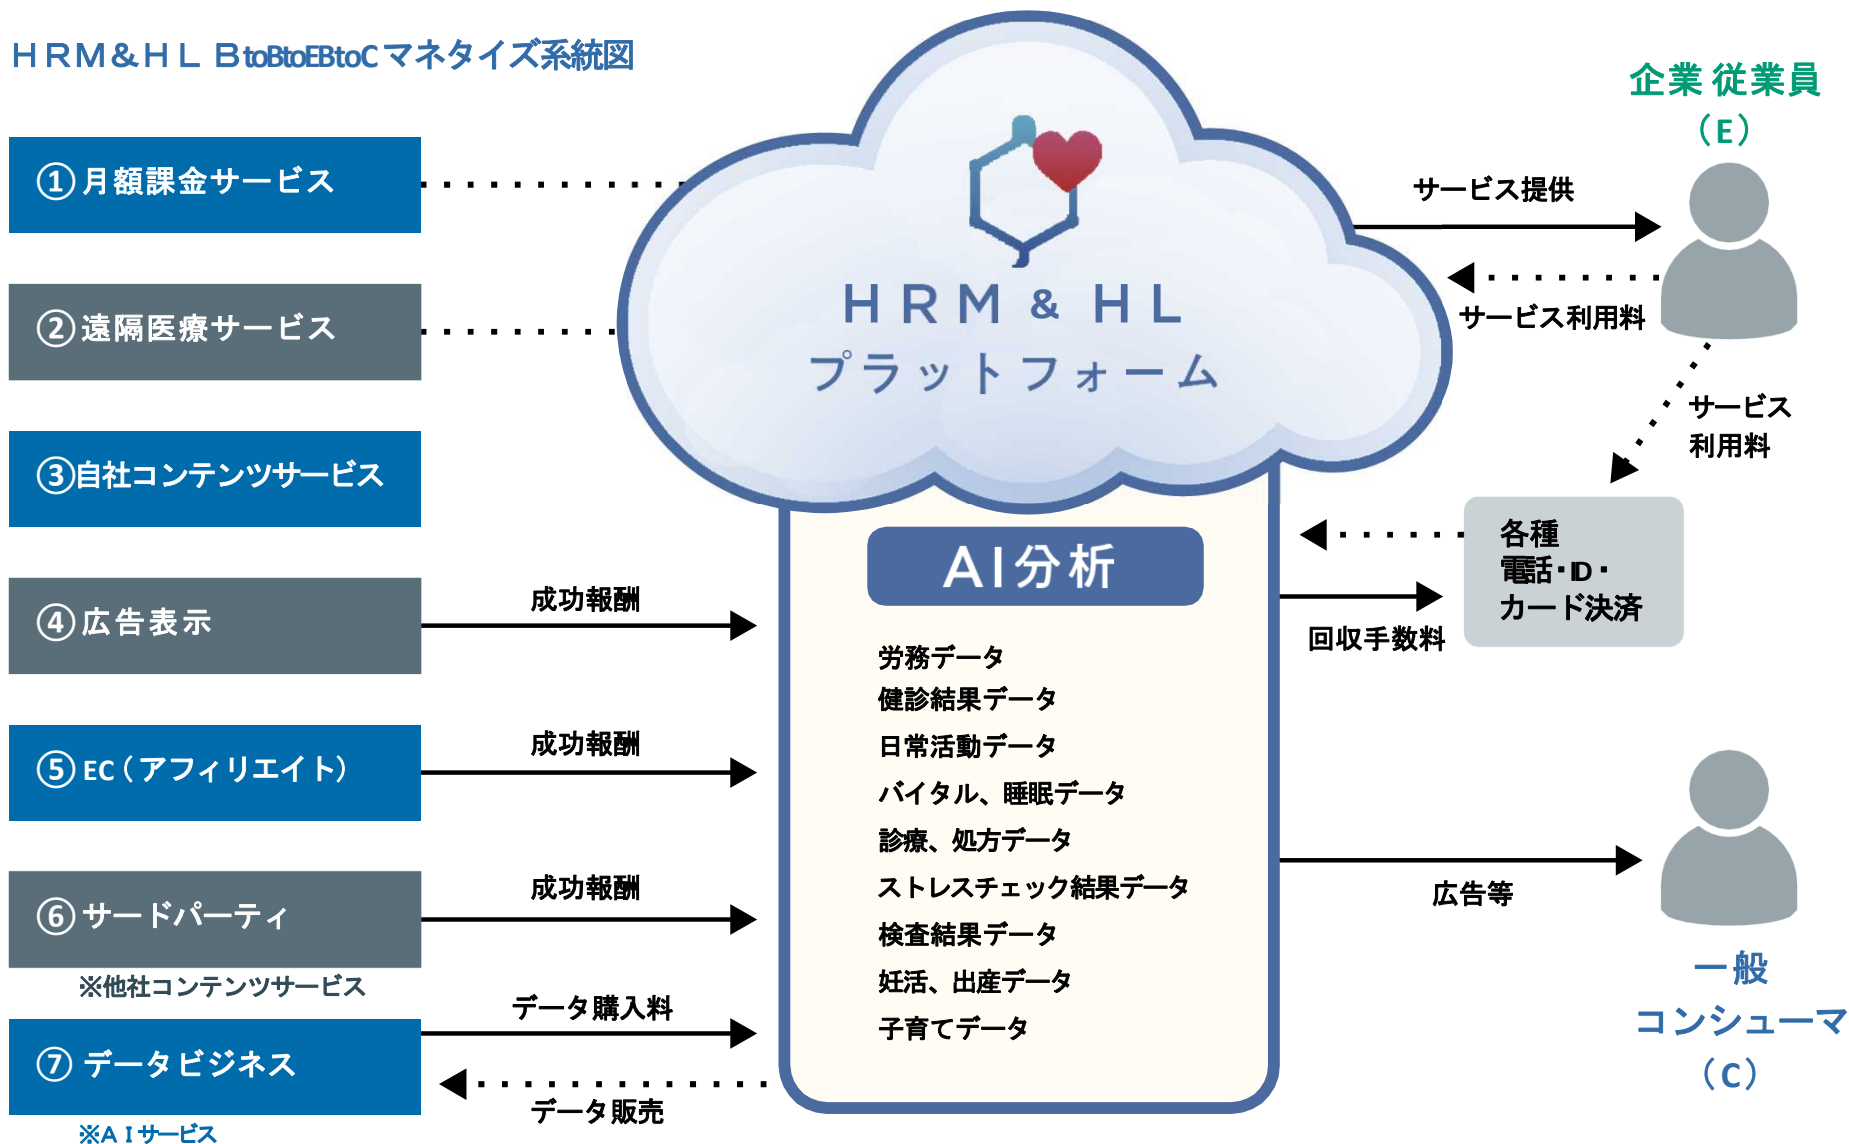 HRM&HL BtoBtoEBtoCマネタイズ系統図
①月額課金サービス
②遠隔医療サービス
③自社コンテンツサービス
④広告表示
成功報酬
⑤EC(アフィリエイト)
成功報酬
⑥サードパーティ
※他社コンテンツサービス
成功報酬
⑦データビジネス
※AIサービス
データ購入料
データ販売
HRM & HL
プラットフォーム
AI分析
労務データ
健診結果データ
日常活動データ
バイタル、睡眠データ
診療、処方データ
ストレスチェック結果データ
検査結果データ
妊活、出産データ
子育てデータ
企業 従業員
(E)
サービス提供
サービス利用料
サービス
利用料
各種
電話・ID・
カード決済
回収手数料
広告等
一般
コンシューマ
(C)